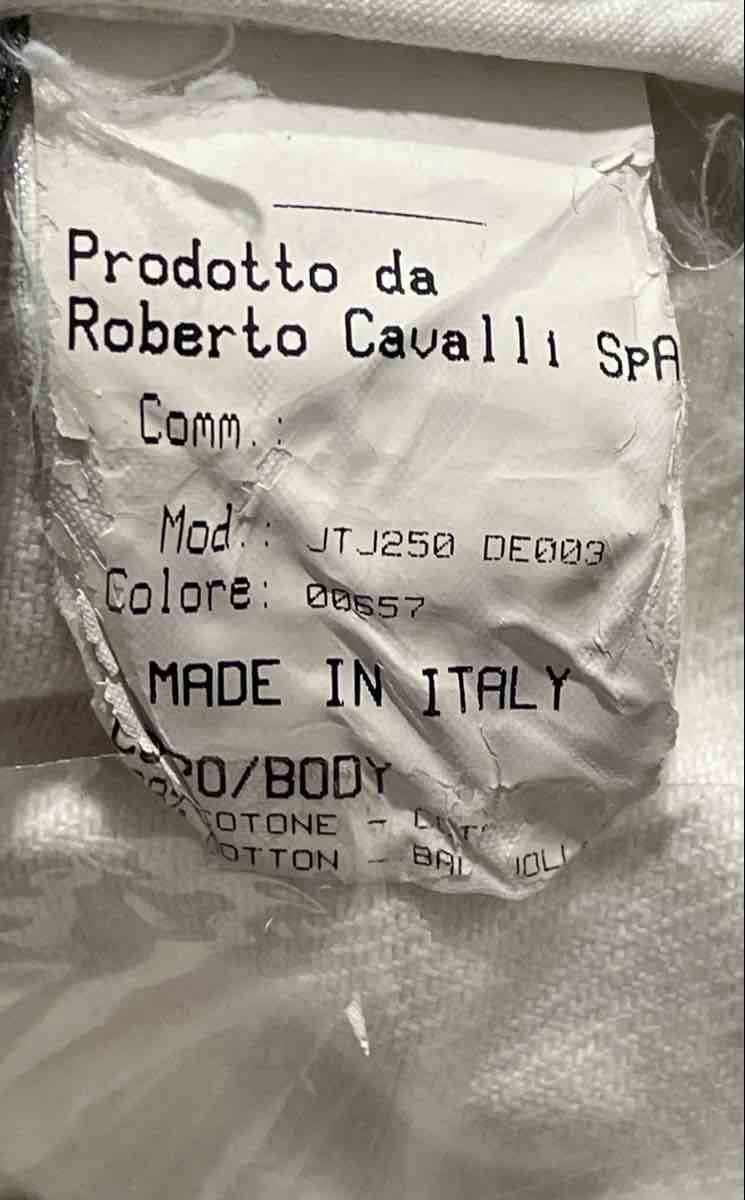 Prodotto da
Roberto Cavalli SpA
Comm.:
Mod.: JTJ250 DE003
Colore: 00657
MADE IN ITALY
/BODY
COTONE -
COTTON -